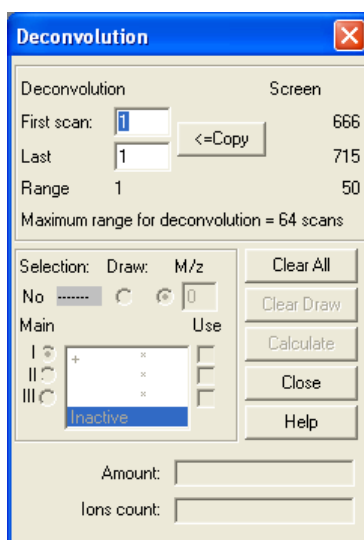 Deconvolution
Deconvolution Screen
First scan: 1 <=Copy 666
Last 1 715
Range 1 50
Maximum range for deconvolution = 64 scans
Selection: Draw: M/z
No ------- 0
Main Use
I + ×
II ×
III ×
Inactive
Clear All
Clear Draw
Calculate
Close
Help
Amount:
Ions count: